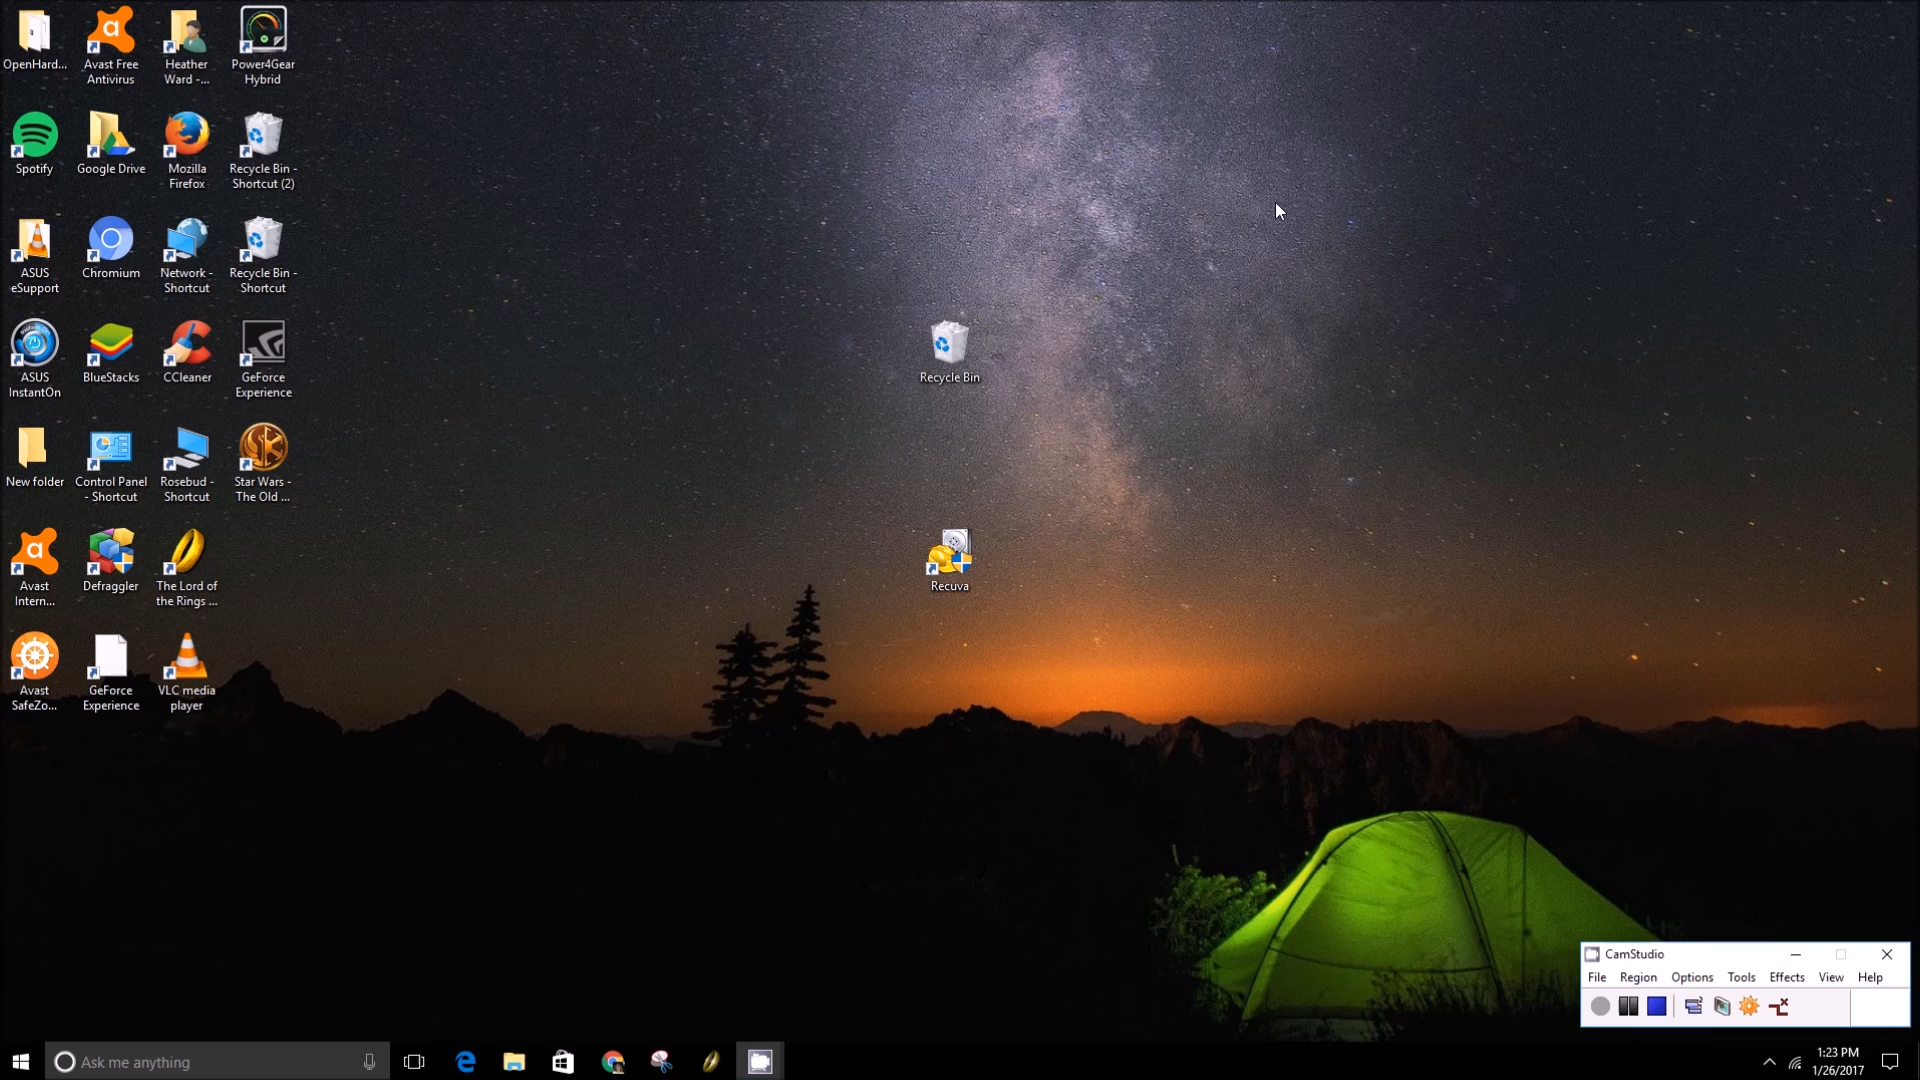 OpenHard...
Avast Free
Antivirus
Heather
Ward -...
Power4Gear
Hybrid
Spotify
Google Drive
Mozilla
Firefox
Recycle Bin -
Shortcut (2)
ASUS
eSupport
Chromium
Network -
Shortcut
Recycle Bin -
Shortcut
ASUS
InstantOn
BlueStacks
CCleaner
GeForce
Experience
Recycle Bin
New folder
Control Panel
- Shortcut
Rosebud -
Shortcut
Star Wars -
The Old ...
Avast
Intern...
Defraggler
The Lord of
the Rings ...
Recuva
Avast
SafeZo...
GeForce
Experience
VLC media
player
CamStudio
File Region Options Tools Effects View Help
Ask me anything
1:23 PM
1/26/2017